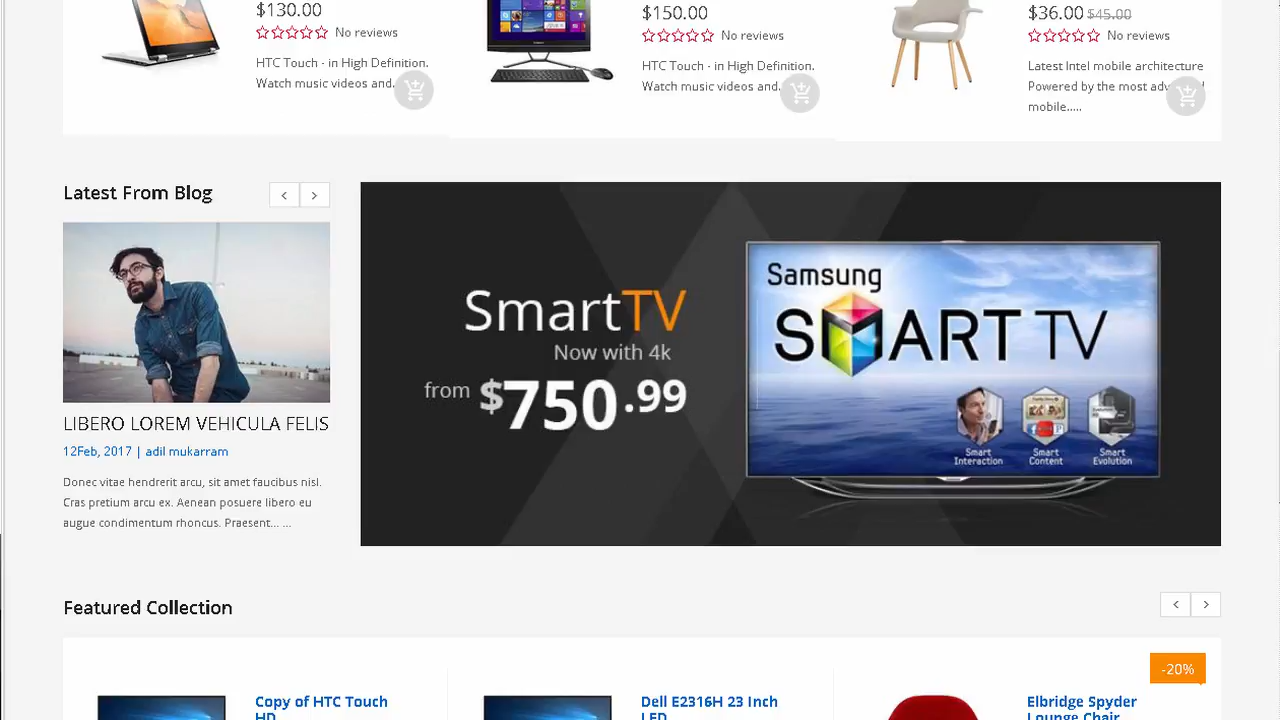 $130.00
No reviews
HTC Touch - in High Definition.
Watch music videos and.
$150.00
No reviews
HTC Touch - in High Definition.
Watch music videos and.
$36.00 $45.00
No reviews
Latest Intel mobile architecture
Powered by the most
mobile.....
Latest From Blog
LIBERO LOREM VEHICULA FELIS
12Feb, 2017 | adil mukarram
Donec vitae hendrerit arcu, sit amet faucibus nisl.
Cras pretium arcu ex. Aenean posuere libero eu
augue condimentum rhoncus. Praesent... ...
SmartTV
Now with 4k
from $750.99
Samsung
SMART TV
Smart
Interaction
Smart
Content
Smart
Evolution
Featured Collection
-20%
Copy of HTC Touch
HD
Dell E2316H 23 Inch
LED
Elbridge Spyder
Lounge Chair